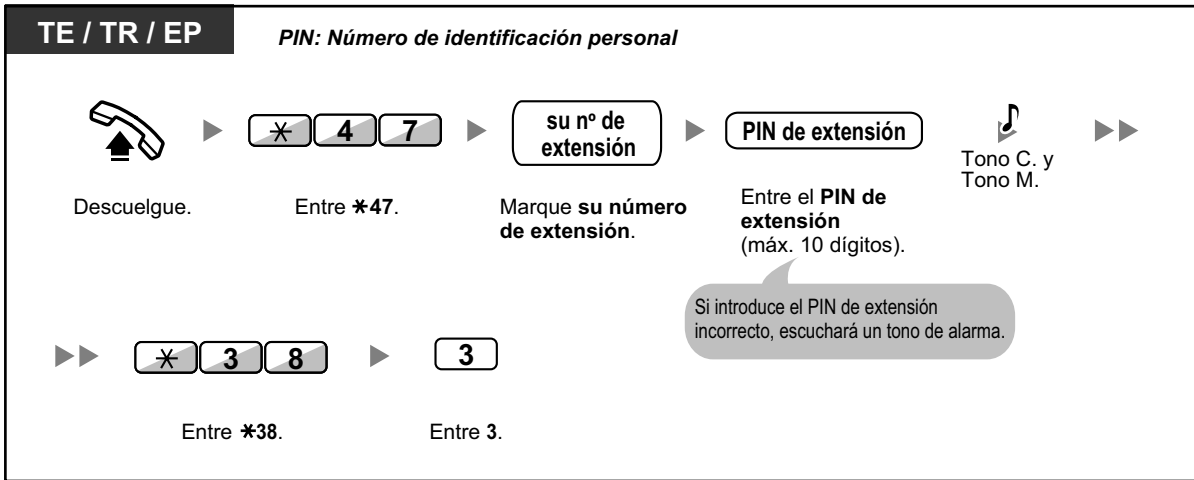 TE / TR / EP
PIN: Número de identificación personal
✳ 4 7
su nº de
extensión
PIN de extensión
Tono C. y
Tono M.
Descuelgue.
Entre ✳47.
Marque su número
de extensión.
Entre el PIN de
extensión
(máx. 10 dígitos).
Si introduce el PIN de extensión
incorrecto, escuchará un tono de alarma.
✳ 3 8
3
Entre ✳38.
Entre 3.